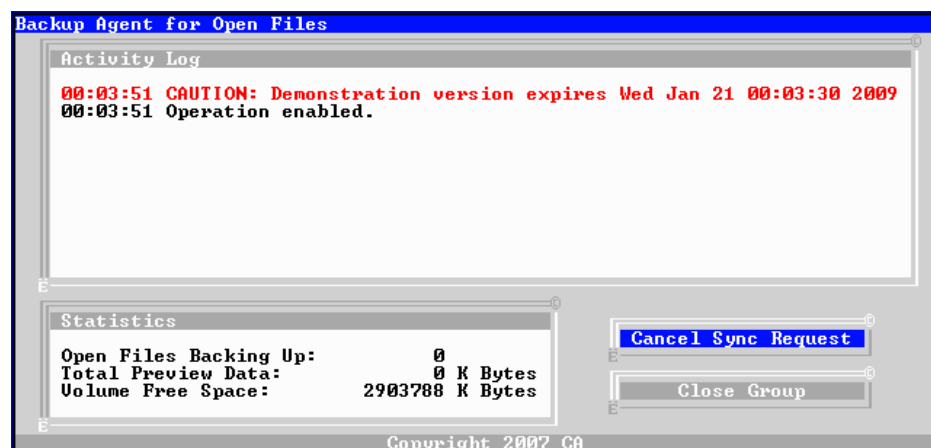 Backup Agent for Open Files
Activity Log
00:03:51 CAUTION: Demonstration version expires Wed Jan 21 00:03:30 2009
00:03:51 Operation enabled.
Statistics
Open Files Backing Up: 0
Total Preview Data: 0 K Bytes
Volume Free Space: 2903788 K Bytes
Cancel Sync Request
Close Group
Copyright 2007 CA